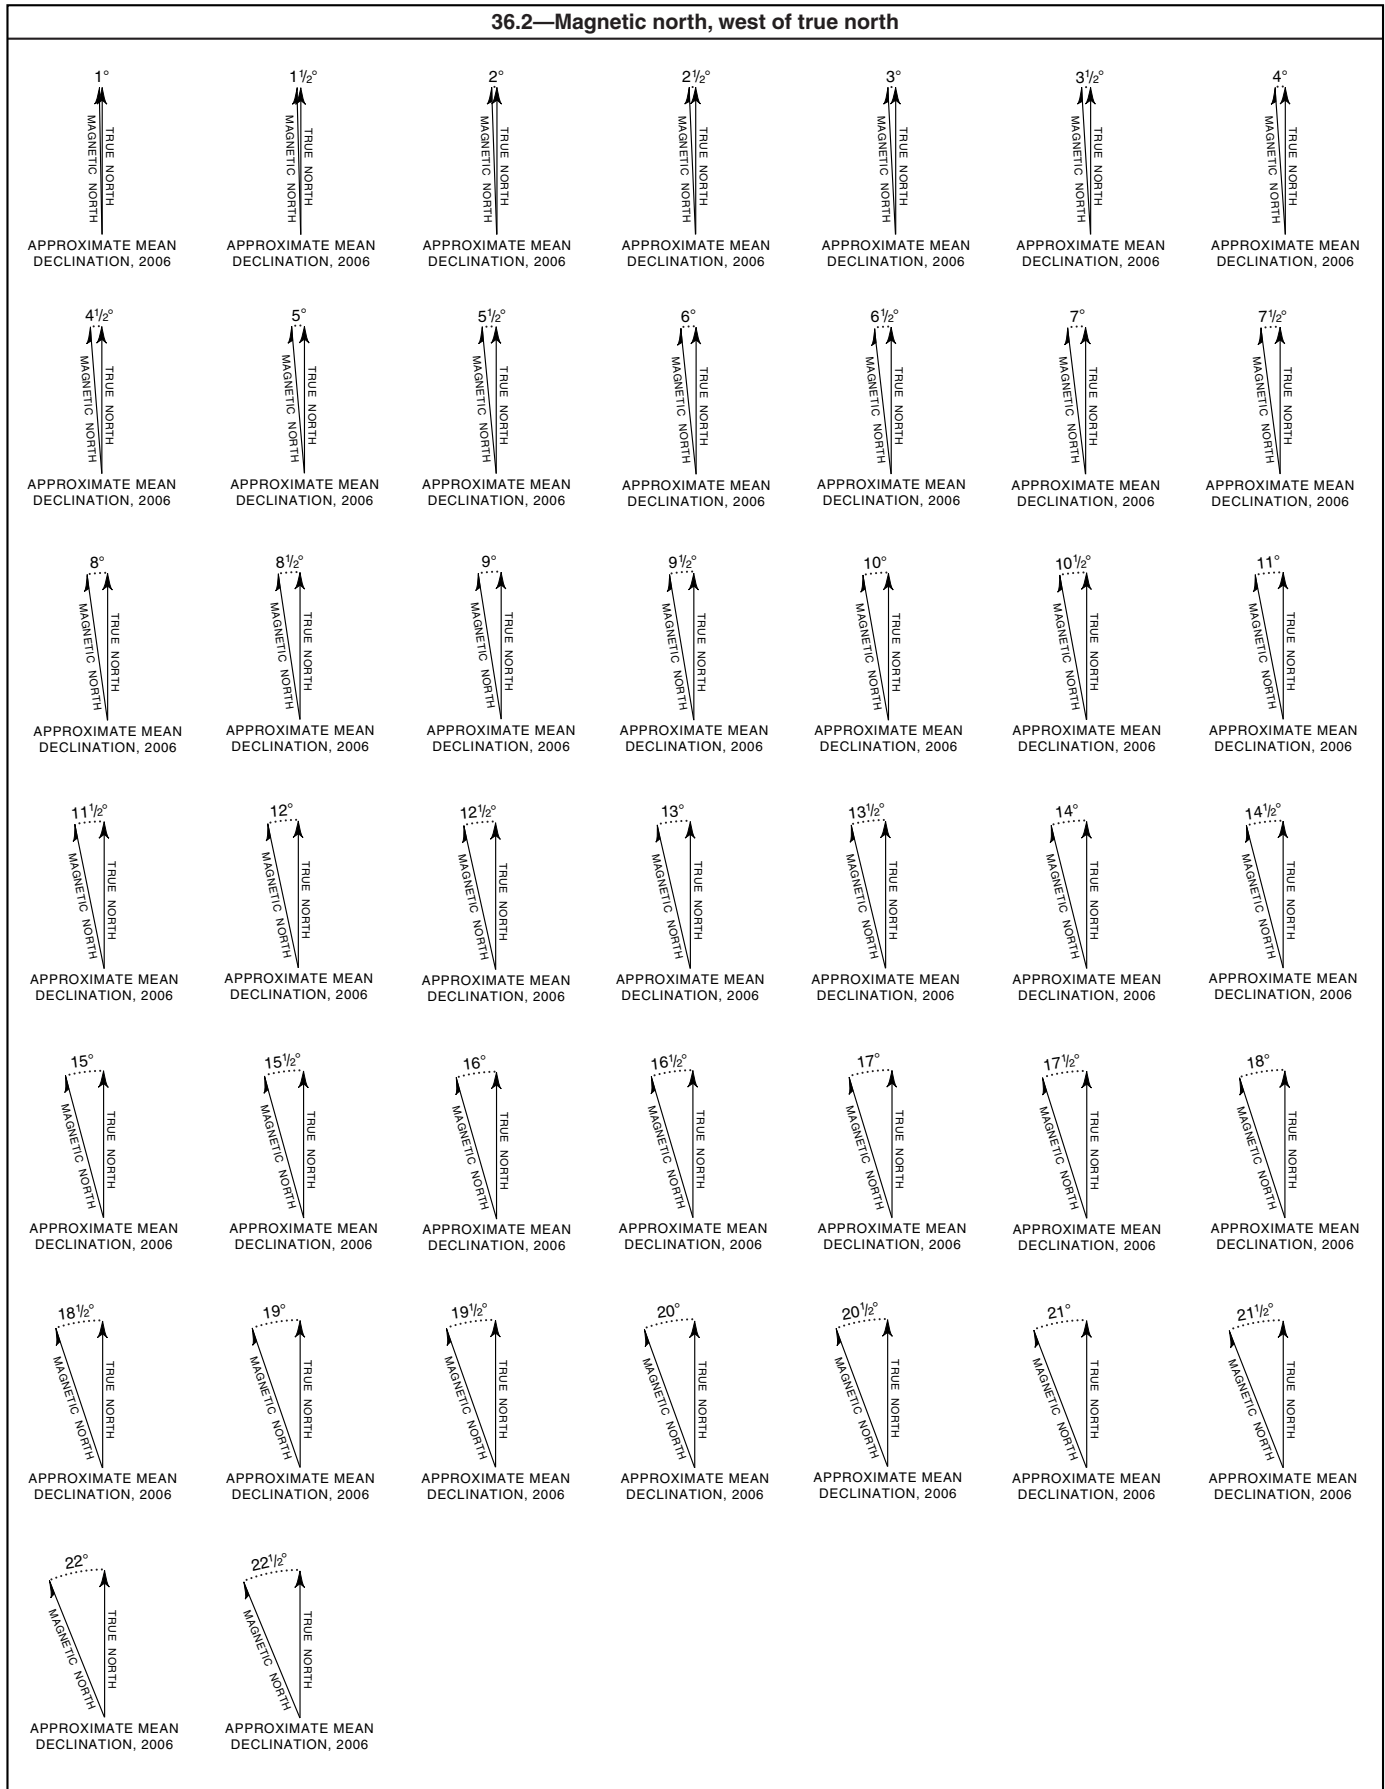 36.2—Magnetic north, west of true north
1° 1½° 2° 2½° 3° 3½° 4°
MAGNETIC NORTH TRUE NORTH MAGNETIC NORTH TRUE NORTH MAGNETIC NORTH TRUE NORTH MAGNETIC NORTH TRUE NORTH MAGNETIC NORTH TRUE NORTH MAGNETIC NORTH TRUE NORTH MAGNETIC NORTH TRUE NORTH
APPROXIMATE MEAN APPROXIMATE MEAN APPROXIMATE MEAN APPROXIMATE MEAN APPROXIMATE MEAN APPROXIMATE MEAN APPROXIMATE MEAN
DECLINATION, 2006 DECLINATION, 2006 DECLINATION, 2006 DECLINATION, 2006 DECLINATION, 2006 DECLINATION, 2006 DECLINATION, 2006
4½° 5° 5½° 6° 6½° 7° 7½°
MAGNETIC NORTH TRUE NORTH MAGNETIC NORTH TRUE NORTH MAGNETIC NORTH TRUE NORTH MAGNETIC NORTH TRUE NORTH MAGNETIC NORTH TRUE NORTH MAGNETIC NORTH TRUE NORTH MAGNETIC NORTH TRUE NORTH
APPROXIMATE MEAN APPROXIMATE MEAN APPROXIMATE MEAN APPROXIMATE MEAN APPROXIMATE MEAN APPROXIMATE MEAN APPROXIMATE MEAN
DECLINATION, 2006 DECLINATION, 2006 DECLINATION, 2006 DECLINATION, 2006 DECLINATION, 2006 DECLINATION, 2006 DECLINATION, 2006
8° 8½° 9° 9½° 10° 10½° 11°
MAGNETIC NORTH TRUE NORTH MAGNETIC NORTH TRUE NORTH MAGNETIC NORTH TRUE NORTH MAGNETIC NORTH TRUE NORTH MAGNETIC NORTH TRUE NORTH MAGNETIC NORTH TRUE NORTH MAGNETIC NORTH TRUE NORTH
APPROXIMATE MEAN APPROXIMATE MEAN APPROXIMATE MEAN APPROXIMATE MEAN APPROXIMATE MEAN APPROXIMATE MEAN APPROXIMATE MEAN
DECLINATION, 2006 DECLINATION, 2006 DECLINATION, 2006 DECLINATION, 2006 DECLINATION, 2006 DECLINATION, 2006 DECLINATION, 2006
11½° 12° 12½° 13° 13½° 14° 14½°
MAGNETIC NORTH TRUE NORTH MAGNETIC NORTH TRUE NORTH MAGNETIC NORTH TRUE NORTH MAGNETIC NORTH TRUE NORTH MAGNETIC NORTH TRUE NORTH MAGNETIC NORTH TRUE NORTH MAGNETIC NORTH TRUE NORTH
APPROXIMATE MEAN APPROXIMATE MEAN APPROXIMATE MEAN APPROXIMATE MEAN APPROXIMATE MEAN APPROXIMATE MEAN APPROXIMATE MEAN
DECLINATION, 2006 DECLINATION, 2006 DECLINATION, 2006 DECLINATION, 2006 DECLINATION, 2006 DECLINATION, 2006 DECLINATION, 2006
15° 15½° 16° 16½° 17° 17½° 18°
MAGNETIC NORTH TRUE NORTH MAGNETIC NORTH TRUE NORTH MAGNETIC NORTH TRUE NORTH MAGNETIC NORTH TRUE NORTH MAGNETIC NORTH TRUE NORTH MAGNETIC NORTH TRUE NORTH MAGNETIC NORTH TRUE NORTH
APPROXIMATE MEAN APPROXIMATE MEAN APPROXIMATE MEAN APPROXIMATE MEAN APPROXIMATE MEAN APPROXIMATE MEAN APPROXIMATE MEAN
DECLINATION, 2006 DECLINATION, 2006 DECLINATION, 2006 DECLINATION, 2006 DECLINATION, 2006 DECLINATION, 2006 DECLINATION, 2006
18½° 19° 19½° 20° 20½° 21° 21½°
MAGNETIC NORTH TRUE NORTH MAGNETIC NORTH TRUE NORTH MAGNETIC NORTH TRUE NORTH MAGNETIC NORTH TRUE NORTH MAGNETIC NORTH TRUE NORTH MAGNETIC NORTH TRUE NORTH MAGNETIC NORTH TRUE NORTH
APPROXIMATE MEAN APPROXIMATE MEAN APPROXIMATE MEAN APPROXIMATE MEAN APPROXIMATE MEAN APPROXIMATE MEAN APPROXIMATE MEAN
DECLINATION, 2006 DECLINATION, 2006 DECLINATION, 2006 DECLINATION, 2006 DECLINATION, 2006 DECLINATION, 2006 DECLINATION, 2006
22° 22½°
MAGNETIC NORTH TRUE NORTH MAGNETIC NORTH TRUE NORTH
APPROXIMATE MEAN APPROXIMATE MEAN
DECLINATION, 2006 DECLINATION, 2006